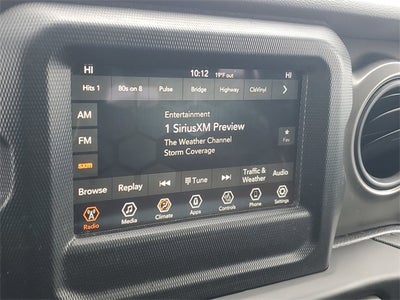 HI 10:12 19°F out HI
Hits 1 80s on 8 Pulse Bridge Highway ClsVinyl
AM
Entertainment
1 SiriusXM Preview
FM
The Weather Channel
Fav
Storm Coverage
sxm
Browse Replay Tune Traffic & Weather Audio
Radio Media Climate Apps Controls Phone Settings